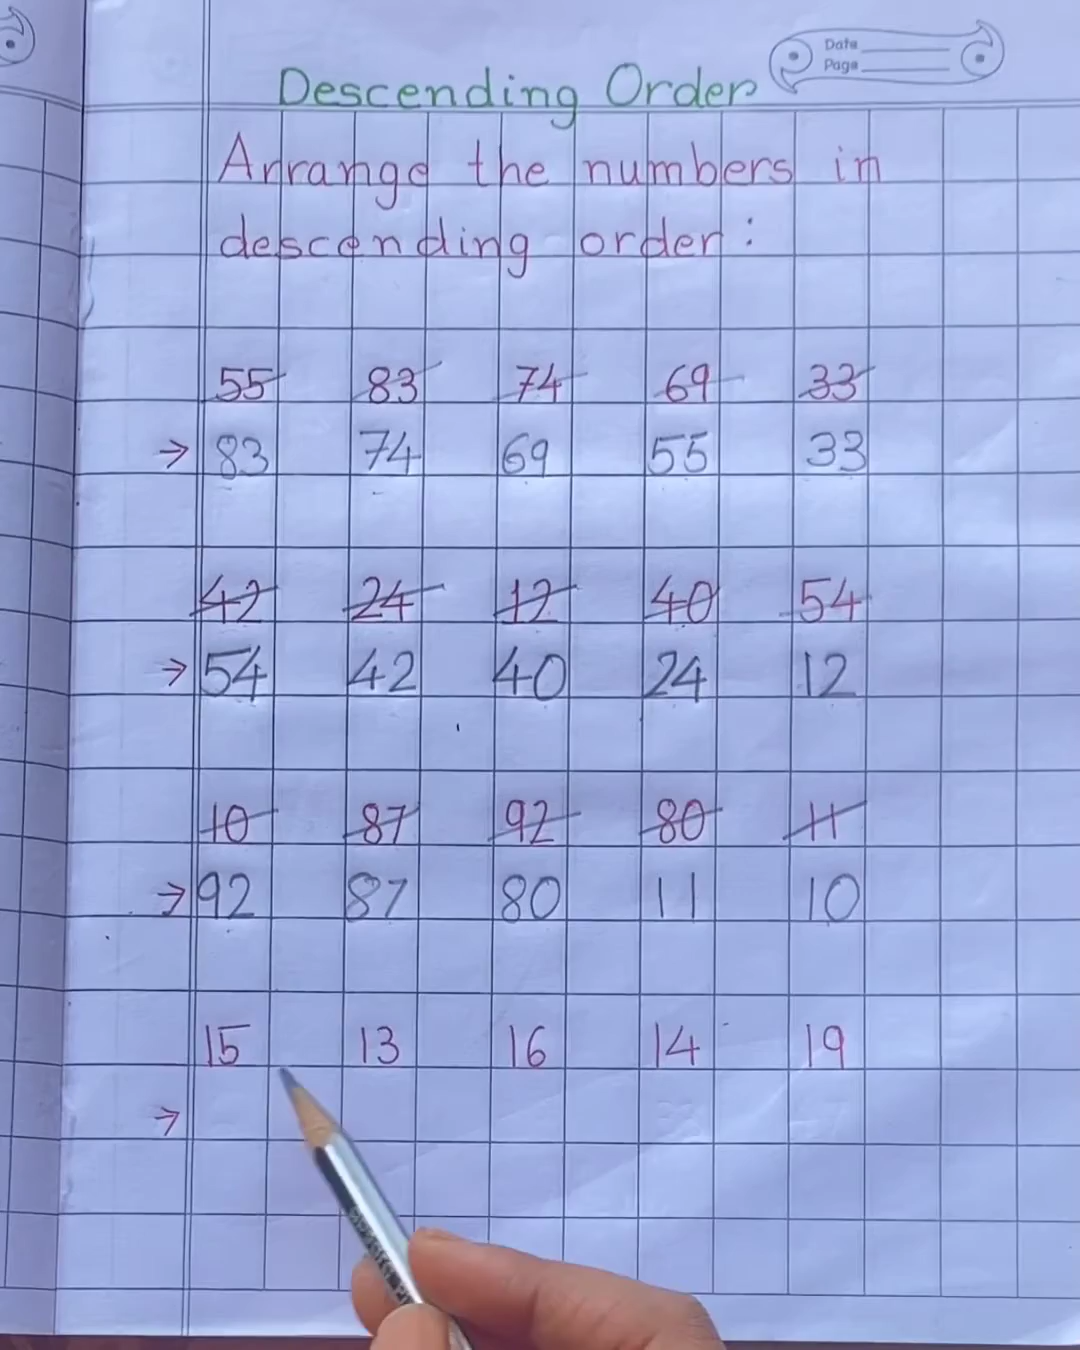 Date
Page
Descending Order
Arrange the numbers in
descending order:
55 83 74 69 33
→ 83 74 69 55 33
42 24 12 40 54
→ 54 42 40 24 12
10 87 92 80 11
→ 92 87 80 11 10
15 13 16 14 19
→